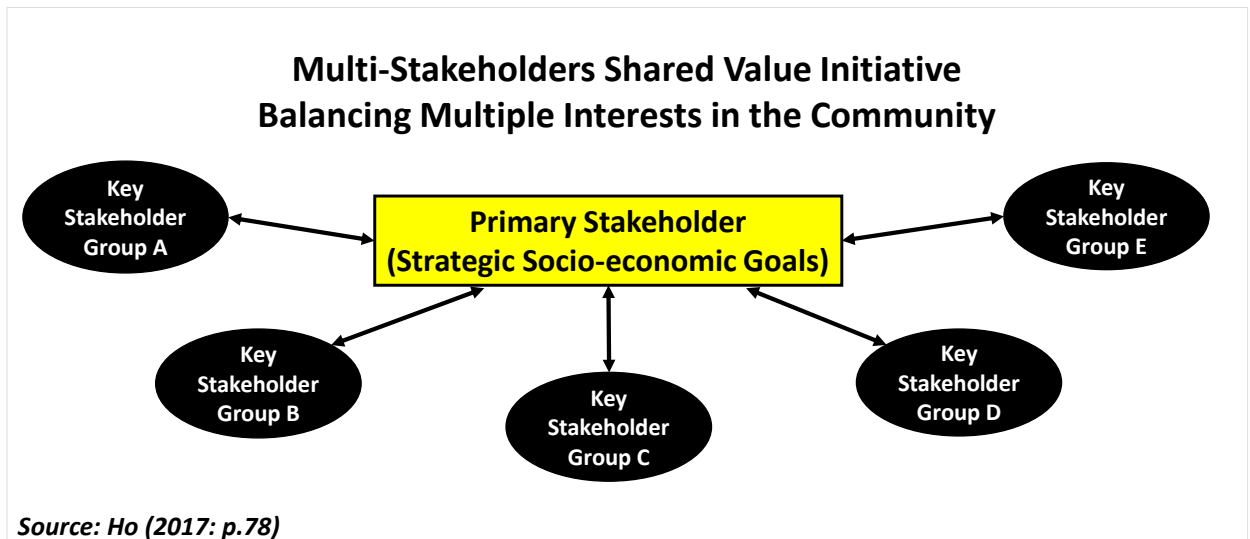 Multi-Stakeholders Shared Value Initiative
Balancing Multiple Interests in the Community
Key
Stakeholder
Group A
Primary Stakeholder
(Strategic Socio-economic Goals)
Key
Stakeholder
Group E
Key
Stakeholder
Group B
Key
Stakeholder
Group C
Key
Stakeholder
Group D
Source: Ho (2017: p.78)